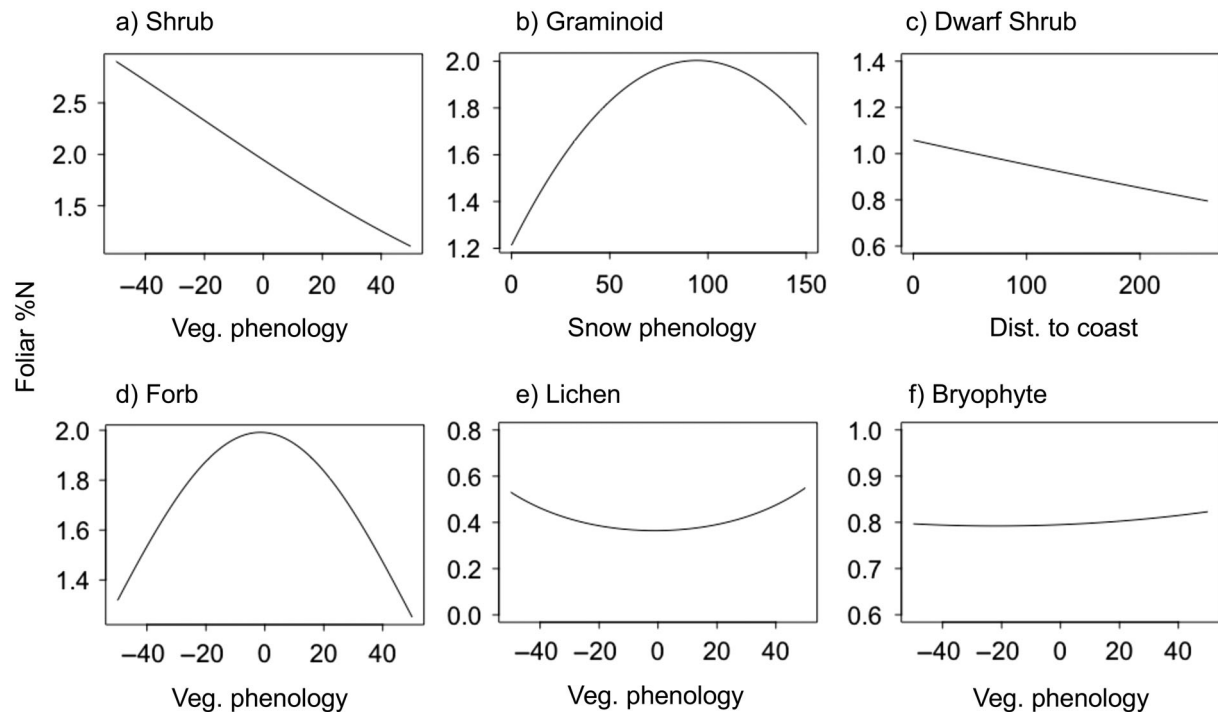 a) Shrub
b) Graminoid
c) Dwarf Shrub
2.5
2.0
1.5
–40 –20 0 20 40
Veg. phenology
2.0
1.8
1.6
1.4
1.2
0 50 100 150
Snow phenology
1.4
1.2
1.0
0.8
0.6
0 100 200
Dist. to coast
Foliar %N
d) Forb
e) Lichen
f) Bryophyte
2.0
1.8
1.6
1.4
–40 –20 0 20 40
Veg. phenology
0.8
0.6
0.4
0.2
0.0
–40 –20 0 20 40
Veg. phenology
1.0
0.9
0.8
0.8
0.7
0.6
–40 –20 0 20 40
Veg. phenology